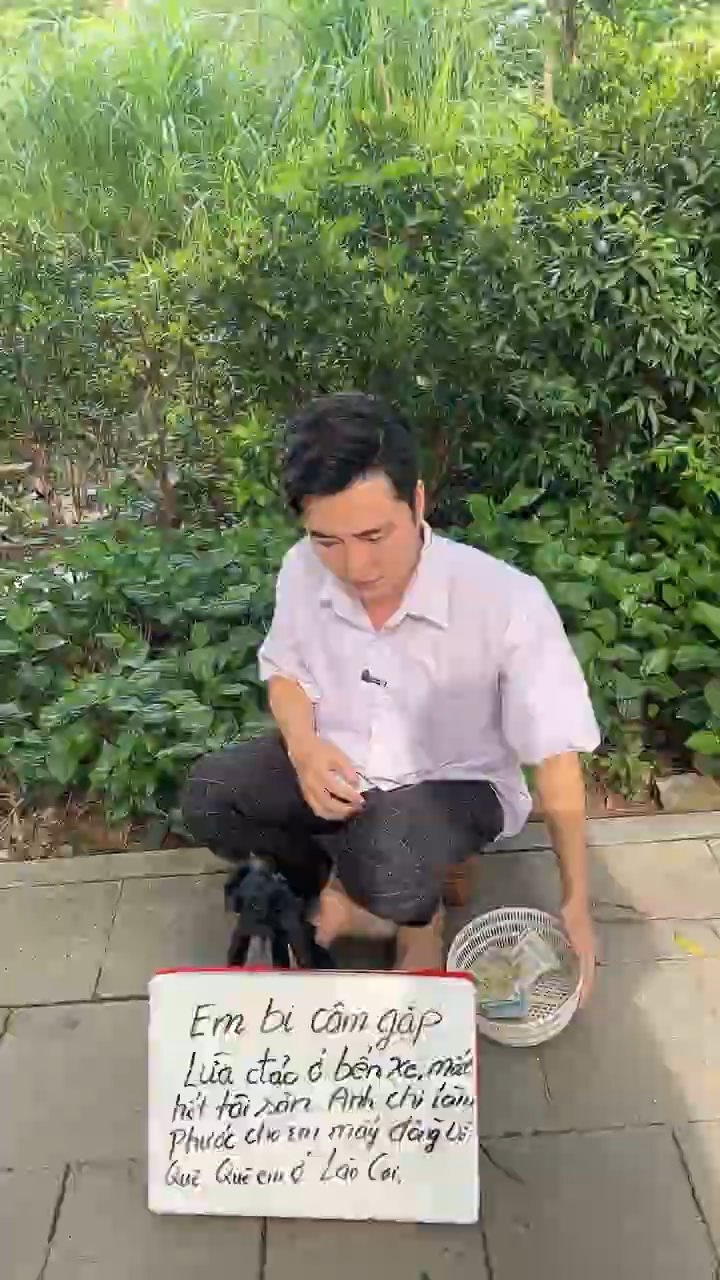 Em bị câm gặp
Lừa đảo ở bến xe, mất
hết tài sản Anh chị làm
Phước cho em mấy đồng về
Quê Quê em ở Lào Cai.